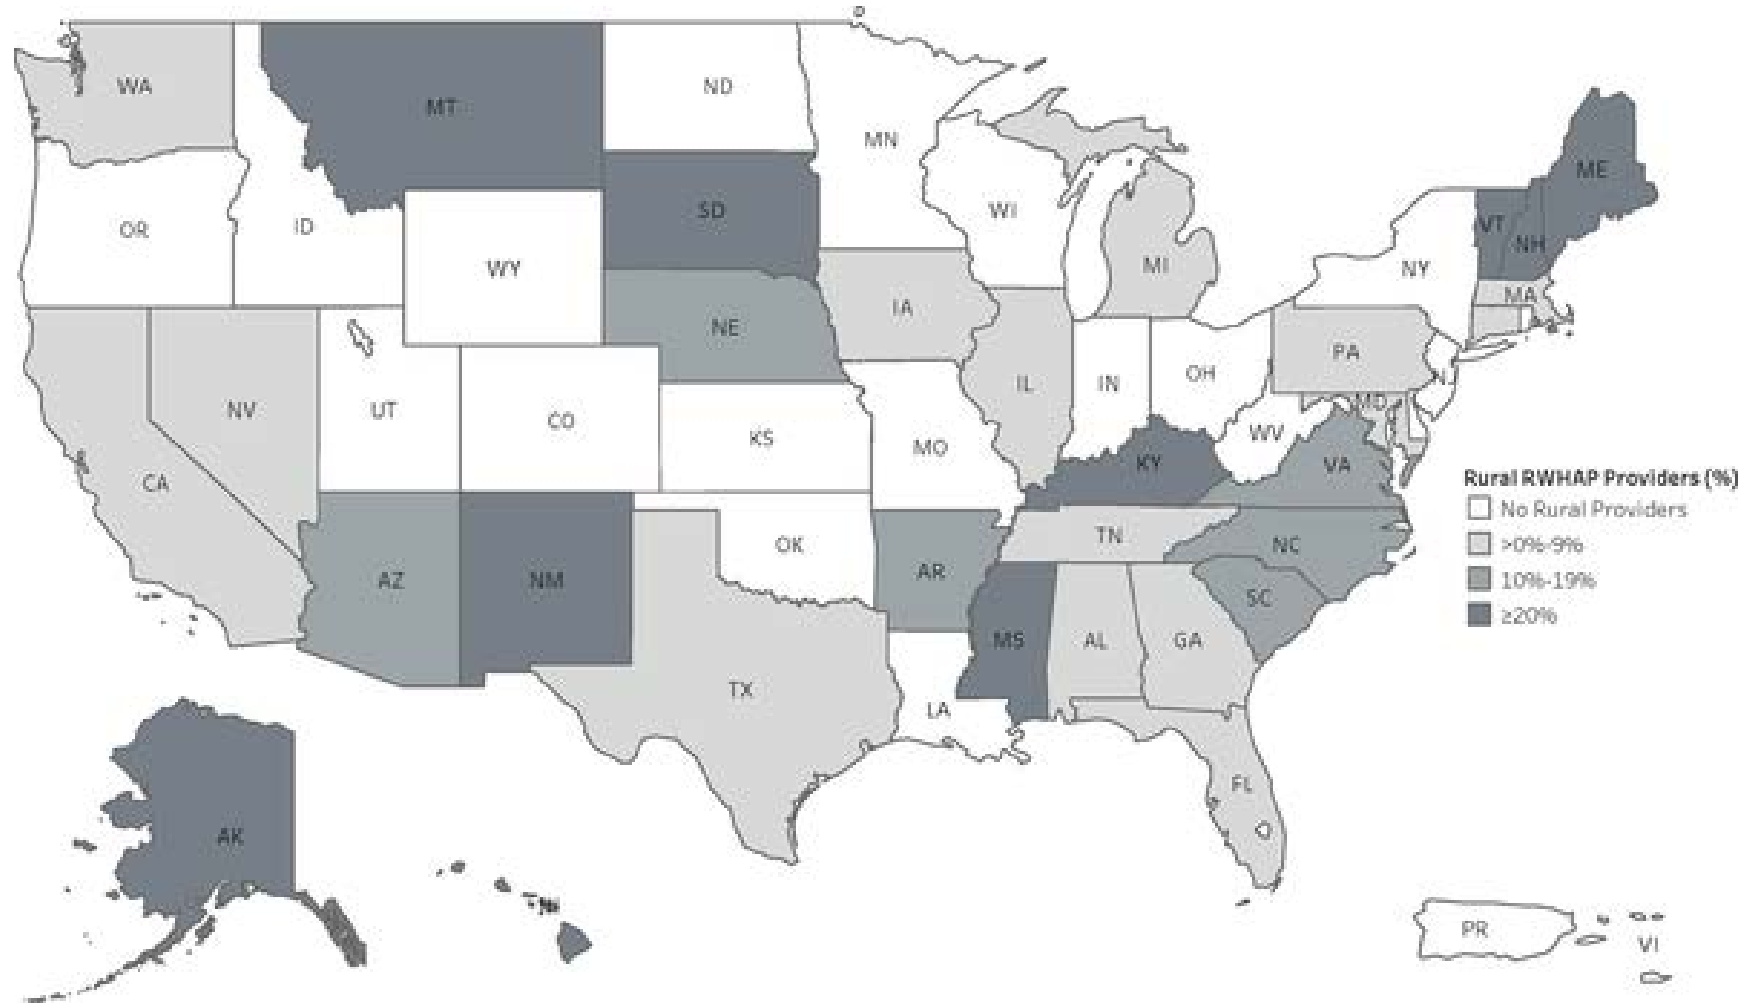 WA
MT
ND
MN
OR
ID
WY
SD
WI
MI
NY
VT
NH
ME
MA
NE
IA
PA
NV
UT
CO
KS
IL
IN
OH
NJ
MD
CA
MO
WV
KY
VA
AZ
NM
OK
AR
TN
NC
SC
TX
LA
MS
AL
GA
FL
AK
PR
VI
Rural RWHAP Providers (%)
No Rural Providers
>0%-9%
10%-19%
≥20%